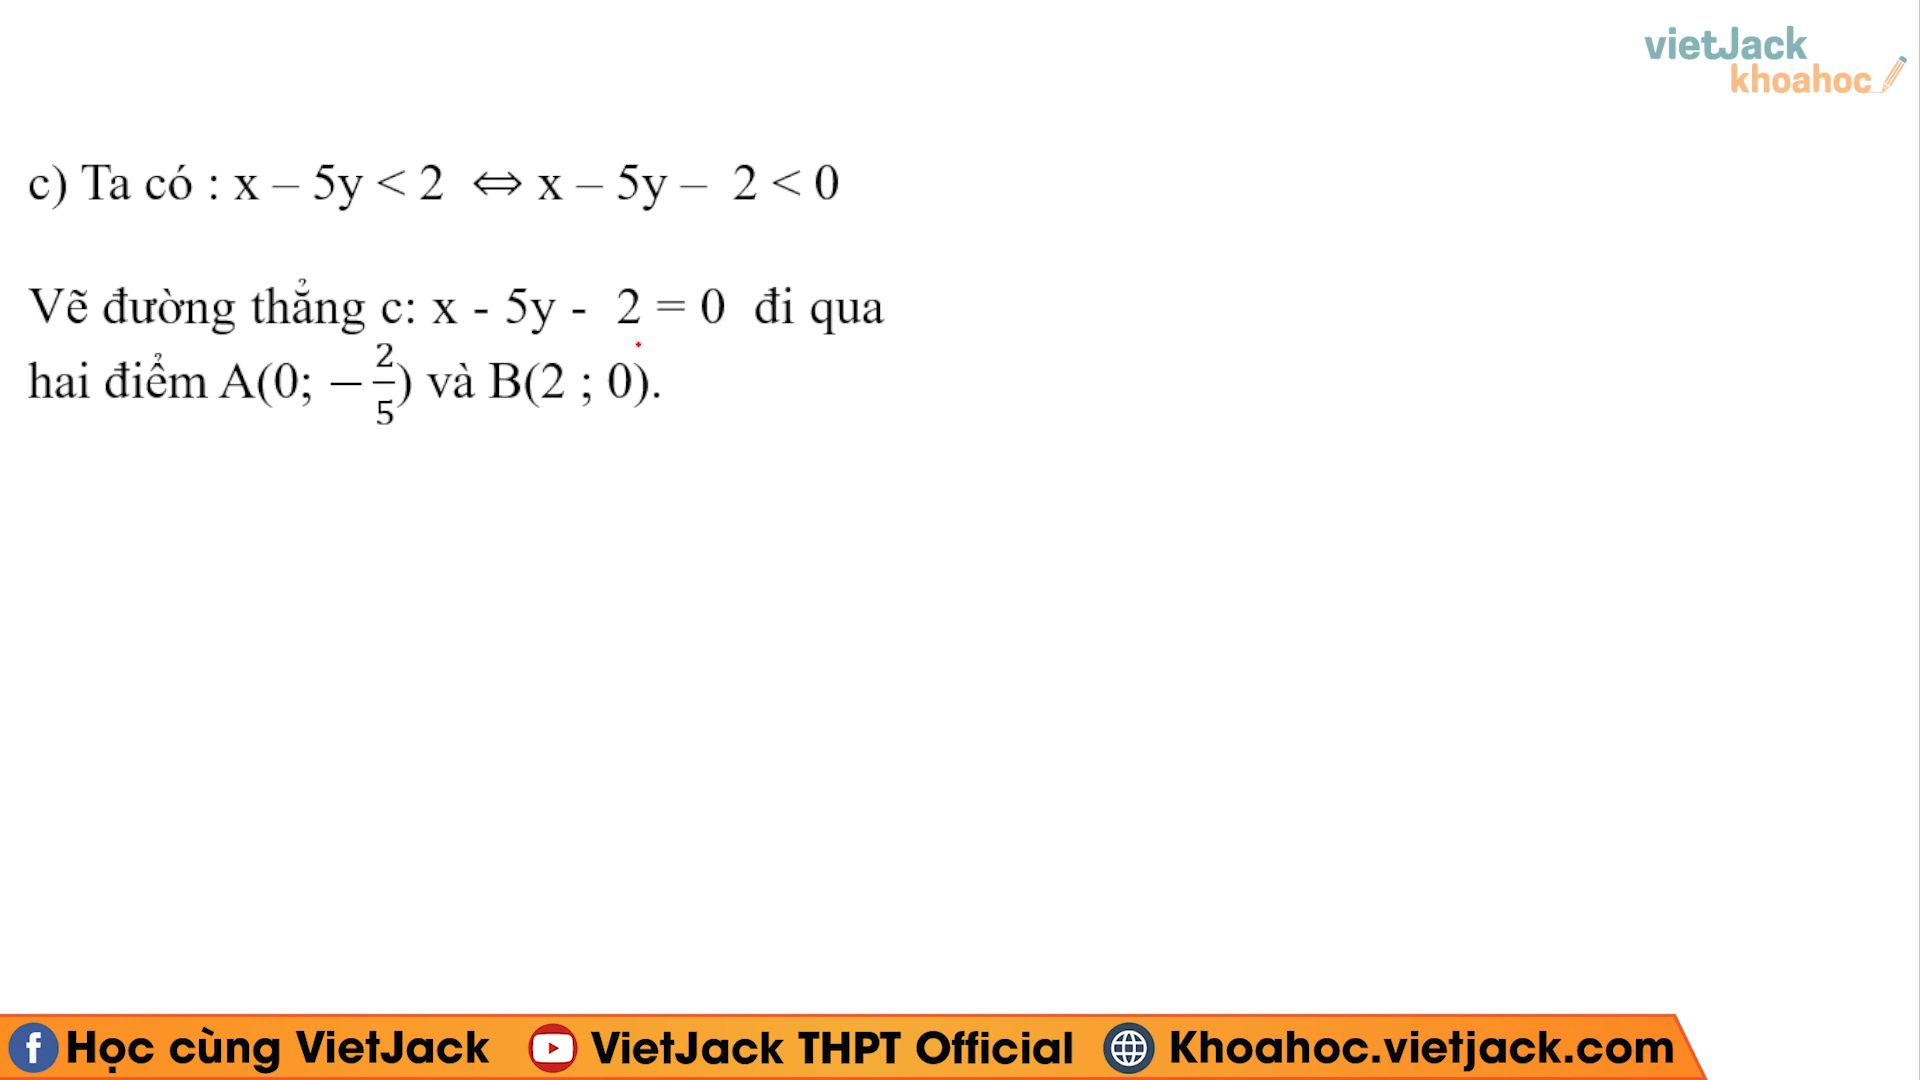 vietJack
khoahoc
c) Ta có : x – 5y < 2 ⇔ x – 5y – 2 < 0
Vẽ đường thẳng c: x - 5y - 2 = 0 đi qua
hai điểm A(0; −2/5) và B(2 ; 0).
Học cùng VietJack VietJack THPT Official Khoahoc.vietjack.com